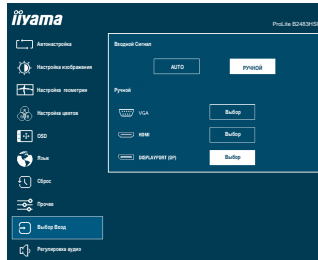 iiyama
ProLite B2483HS
Автонастройка
Настройка изображения
Настройка геометрии
Настройка цветов
OSD
Язык
Сброс
Прочее
Выбор Вход
Регулировка аудио
Входной Сигнал
AUTO
РУЧНОЙ
Ручной
VGA
Выбор
HDMI
Выбор
DISPLAYPORT (DP)
Выбор